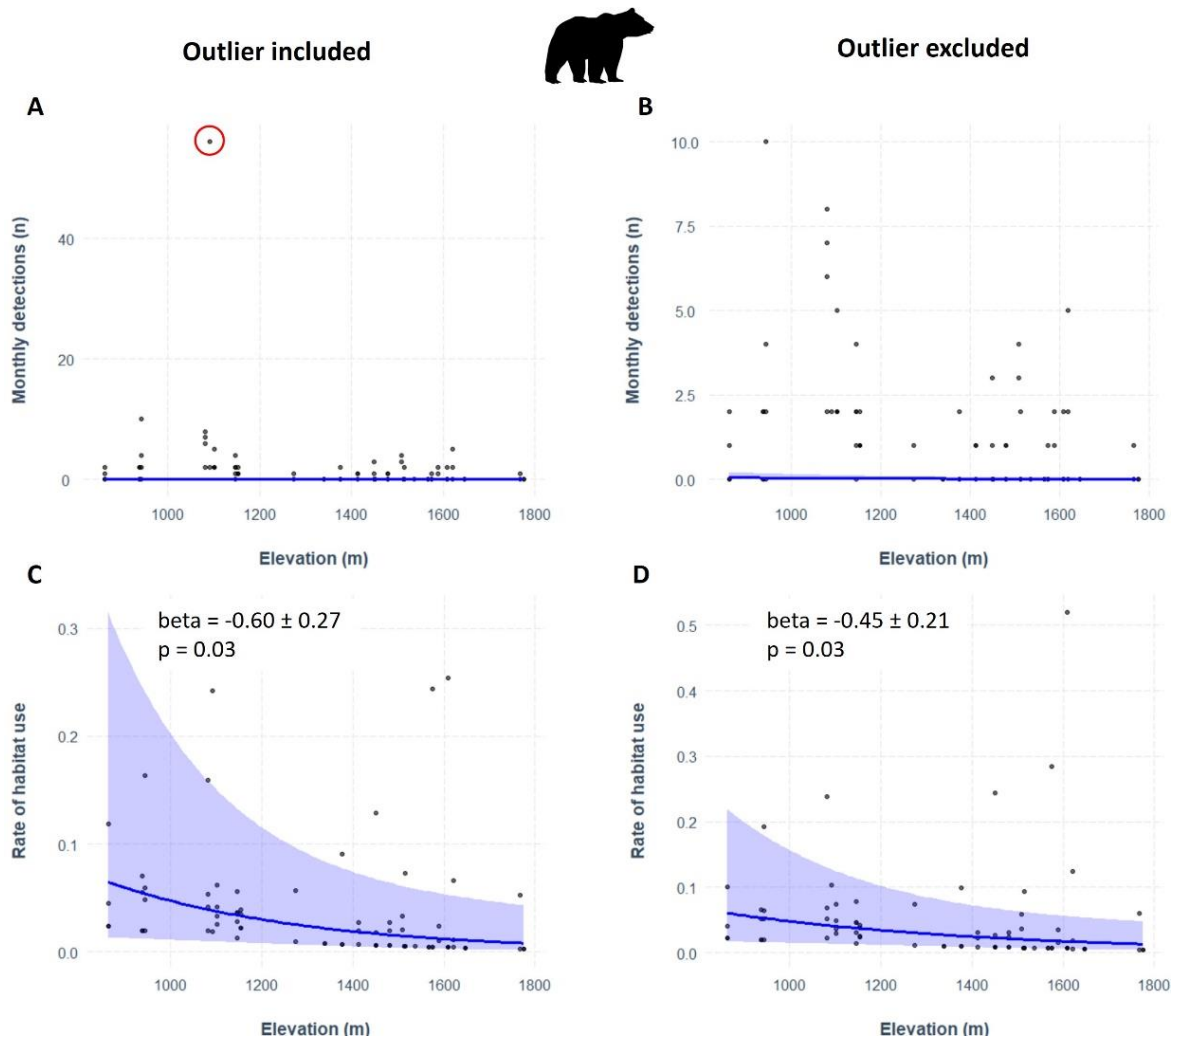 Outlier included
Outlier excluded
A
Monthly detections (n)
40
20
0
1000 1200 1400 1600 1800
Elevation (m)
B
Monthly detections (n)
10.0
7.5
5.0
2.5
0.0
1000 1200 1400 1600 1800
Elevation (m)
C
beta = -0.60 ± 0.27
p = 0.03
Rate of habitat use
0.3
0.2
0.1
0.0
1000 1200 1400 1600 1800
Elevation (m)
D
beta = -0.45 ± 0.21
p = 0.03
Rate of habitat use
0.5
0.4
0.3
0.2
0.1
0.0
1000 1200 1400 1600 1800
Elevation (m)